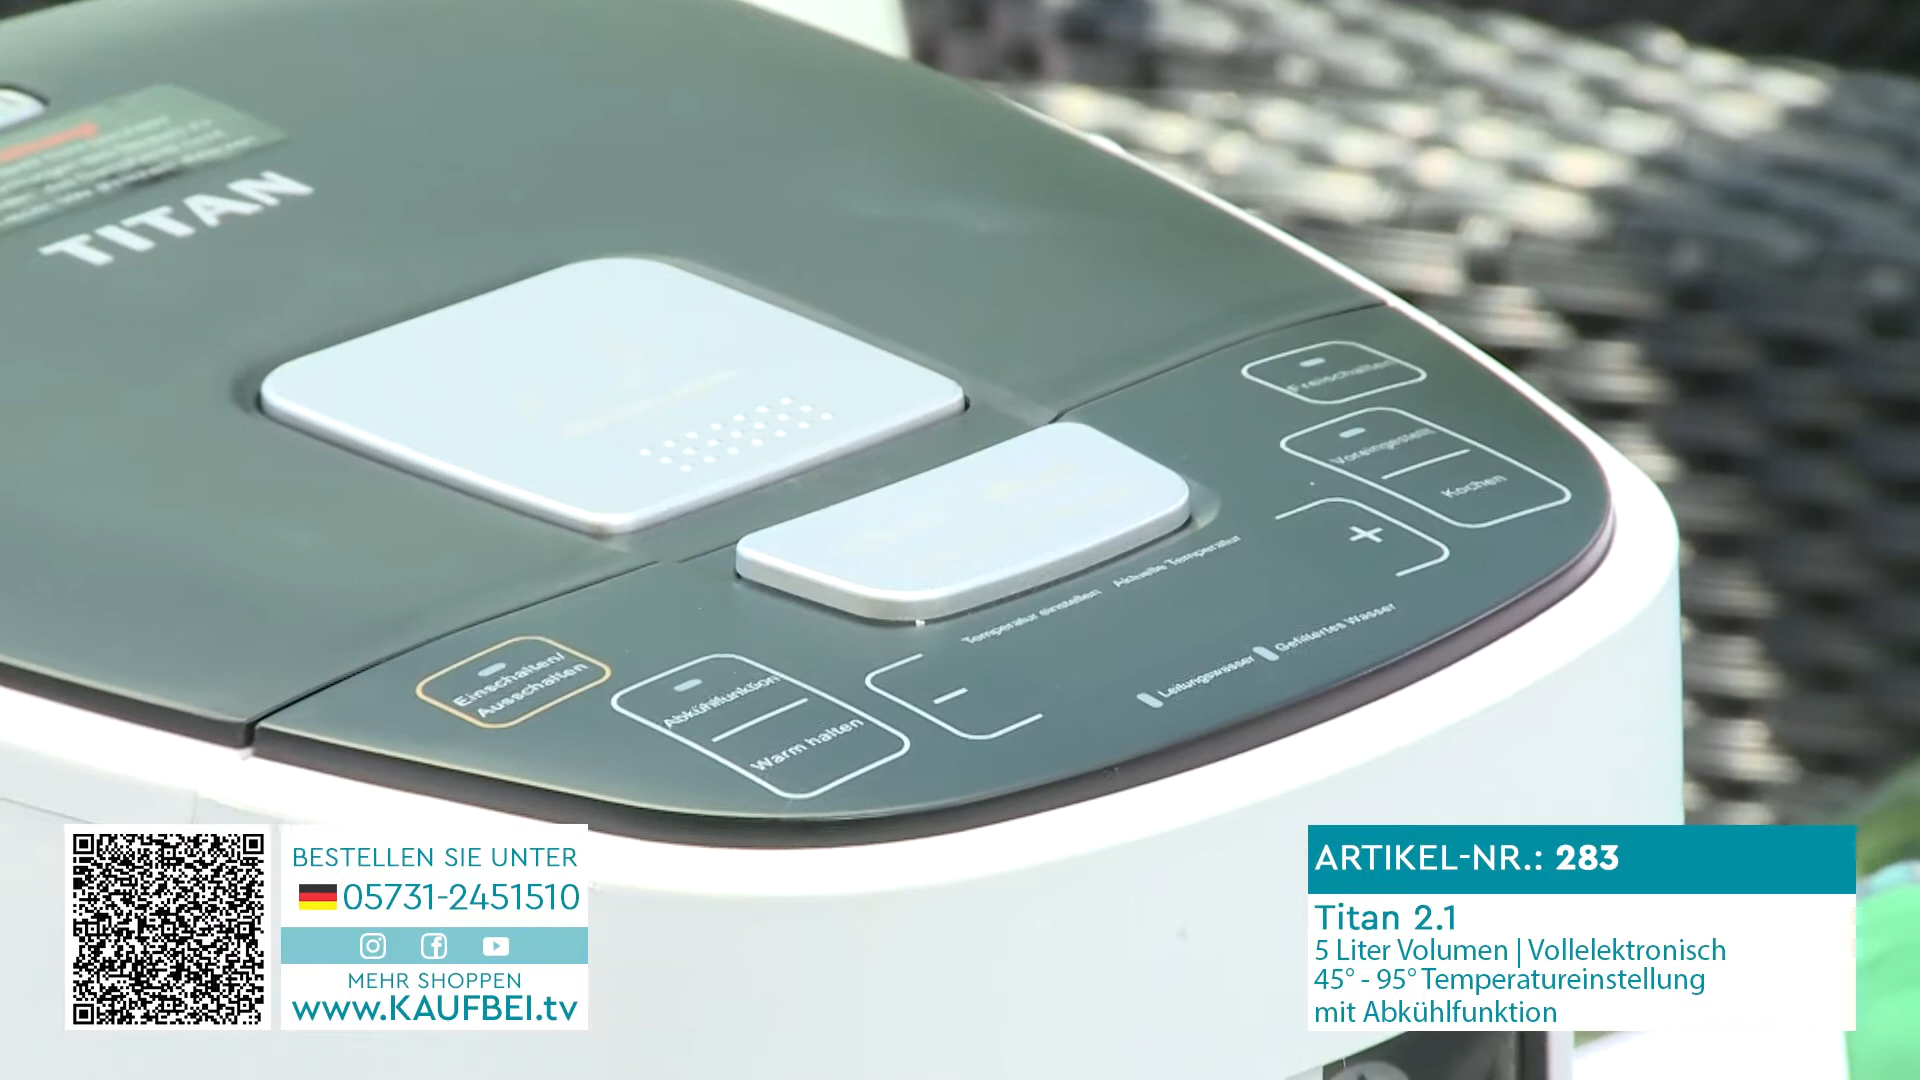 TITAN
Freischalten
Voreingestellt
Kochen
+
Aktuelle Temperatur
Temperatur einstellen
Gefiltertes Wasser
Leitungswasser
Einschalten/
Ausschalten
Abkühlfunktion
Warm halten
-
BESTELLEN SIE UNTER
05731-2451510
MEHR SHOPPEN
www.KAUFBEI.tv
ARTIKEL-NR.: 283
Titan 2.1
5 Liter Volumen | Vollelektronisch
45° - 95° Temperatureinstellung
mit Abkühlfunktion